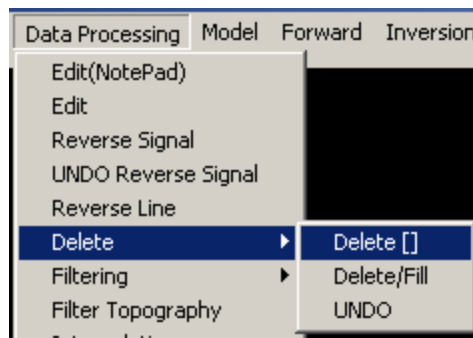 Data Processing Model Forward Inversion
Edit(NotePad)
Edit
Reverse Signal
UNDO Reverse Signal
Reverse Line
Delete
Delete []
Filtering
Delete/Fill
Filter Topography
UNDO